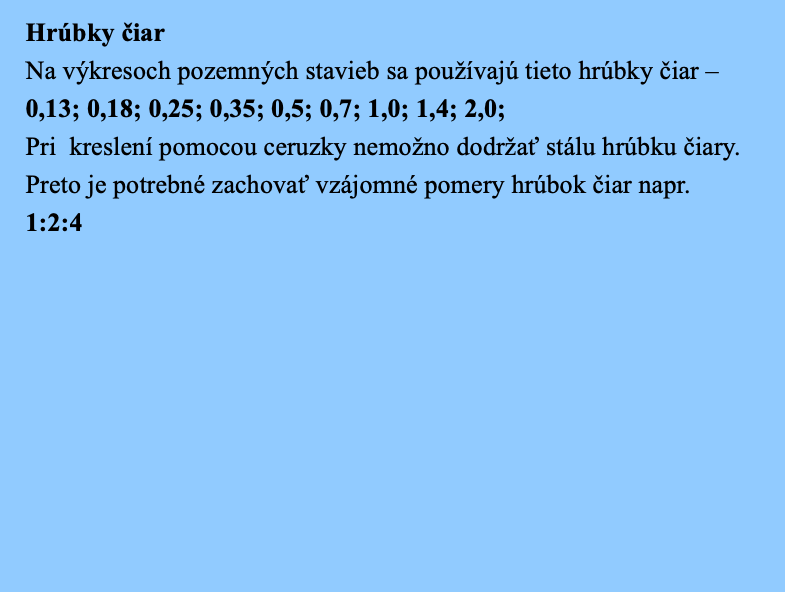 Hrúbky čiar
Na výkresoch pozemných stavieb sa používajú tieto hrúbky čiar –
0,13; 0,18; 0,25; 0,35; 0,5; 0,7; 1,0; 1,4; 2,0;
Pri  kreslení pomocou ceruzky nemožno dodržať stálu hrúbku čiary.
Preto je potrebné zachovať vzájomné pomery hrúbok čiar napr.
1:2:4